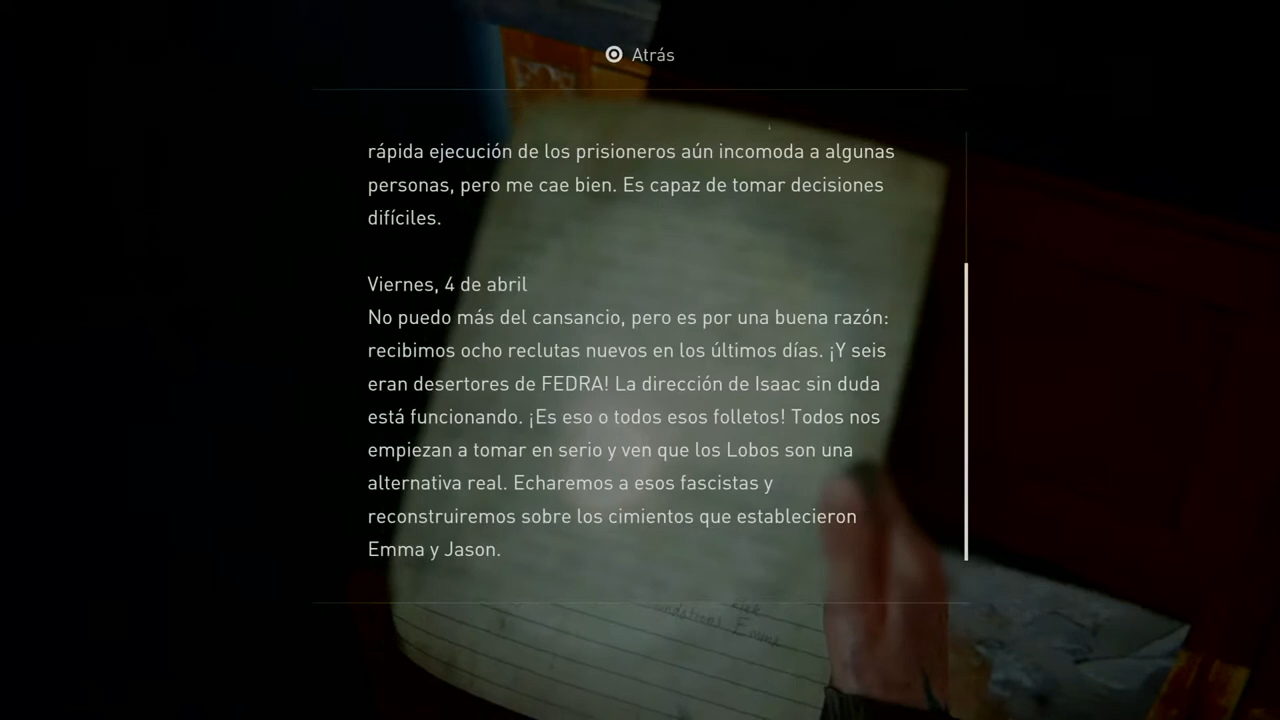 Atrás
rápida ejecución de los prisioneros aún incomoda a algunas
personas, pero me cae bien. Es capaz de tomar decisiones
difíciles.
Viernes, 4 de abril
No puedo más del cansancio, pero es por una buena razón:
recibimos ocho reclutas nuevos en los últimos días. ¡Y seis
eran desertores de FEDRA! La dirección de Isaac sin duda
está funcionando. ¡Es eso o todos esos folletos! Todos nos
empiezan a tomar en serio y ven que los Lobos son una
alternativa real. Echaremos a esos fascistas y
reconstruiremos sobre los cimientos que establecieron
Emma y Jason.
Emma